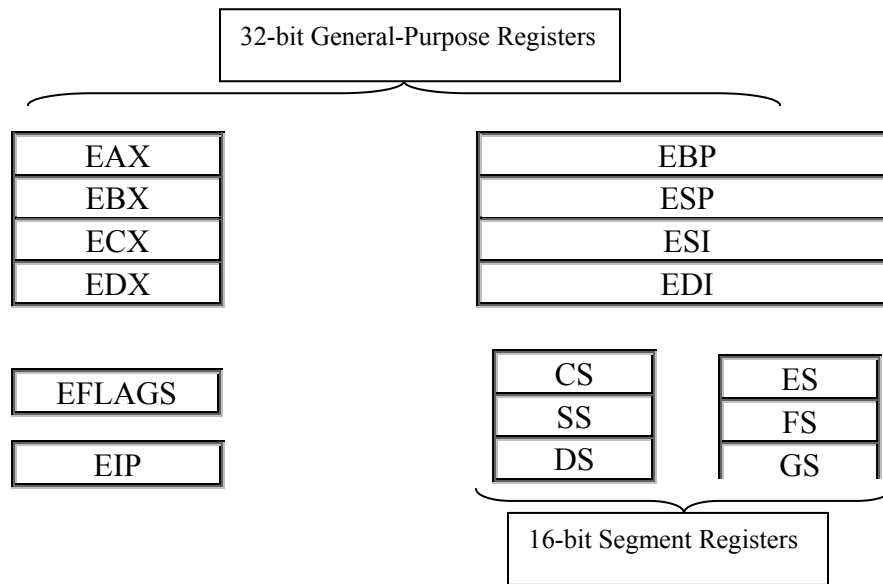 32-bit General-Purpose Registers
EAX
EBX
ECX
EDX
EBP
ESP
ESI
EDI
EFLAGS
EIP
CS
SS
DS
ES
FS
GS
16-bit Segment Registers